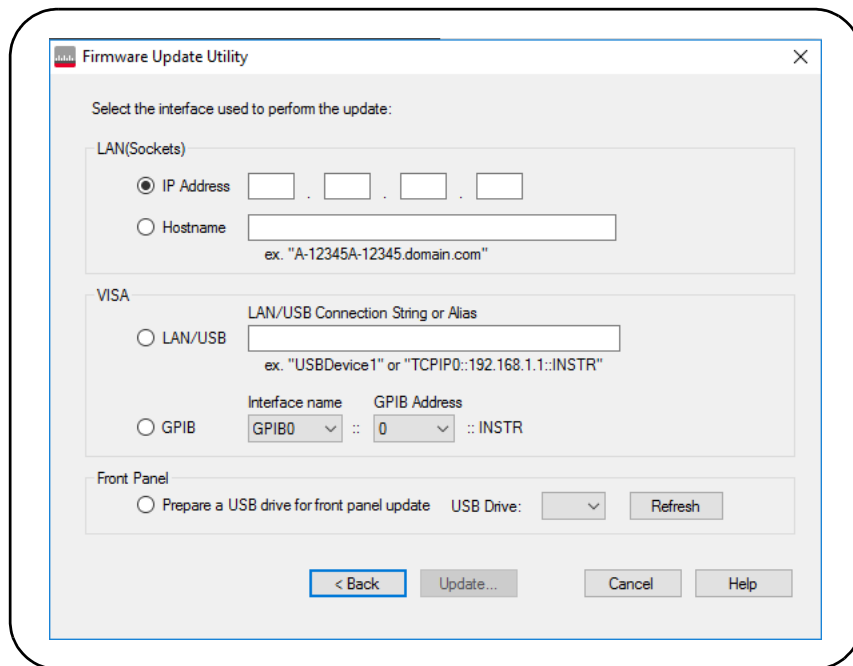 Firmware Update Utility
Select the interface used to perform the update:
LAN(Sockets)
IP Address . . .
Hostname
ex. "A-12345A-12345.domain.com"
VISA
LAN/USB Connection String or Alias
LAN/USB
ex. "USBDevice1" or "TCPIP0::192.168.1.1::INSTR"
Interface name GPIB Address
GPIB GPIB0 :: 0 :: INSTR
Front Panel
Prepare a USB drive for front panel update USB Drive: Refresh
< Back Update... Cancel Help